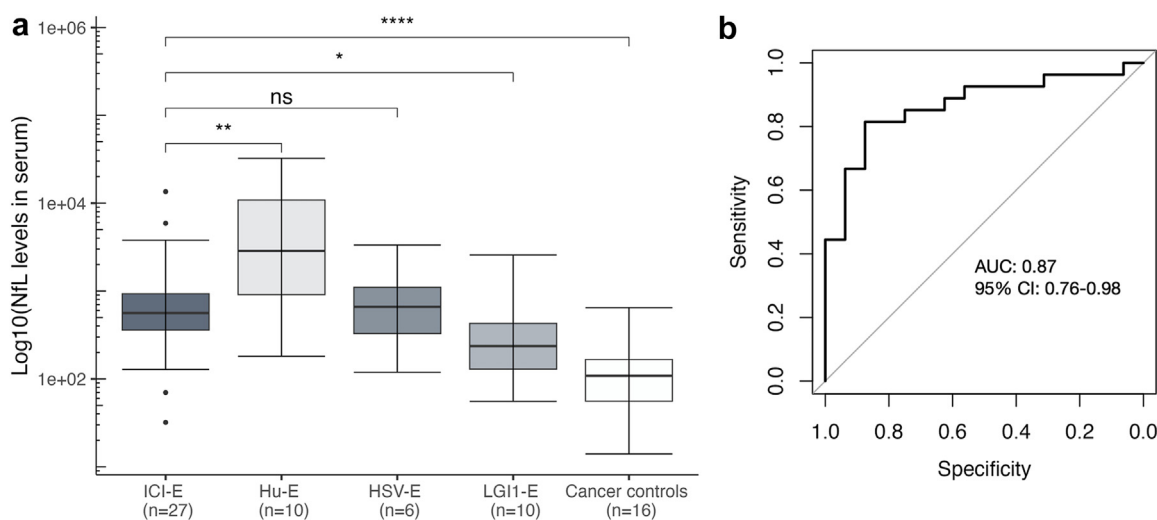 a
Log10(NfL levels in serum)
1e+06
1e+04
1e+02
****
*
ns
**
ICI-E
(n=27)
Hu-E
(n=10)
HSV-E
(n=6)
LGI1-E
(n=10)
Cancer controls
(n=16)
b
Sensitivity
1.0
0.8
0.6
0.4
0.2
0.0
AUC: 0.87
95% CI: 0.76-0.98
1.0 0.8 0.6 0.4 0.2 0.0
Specificity